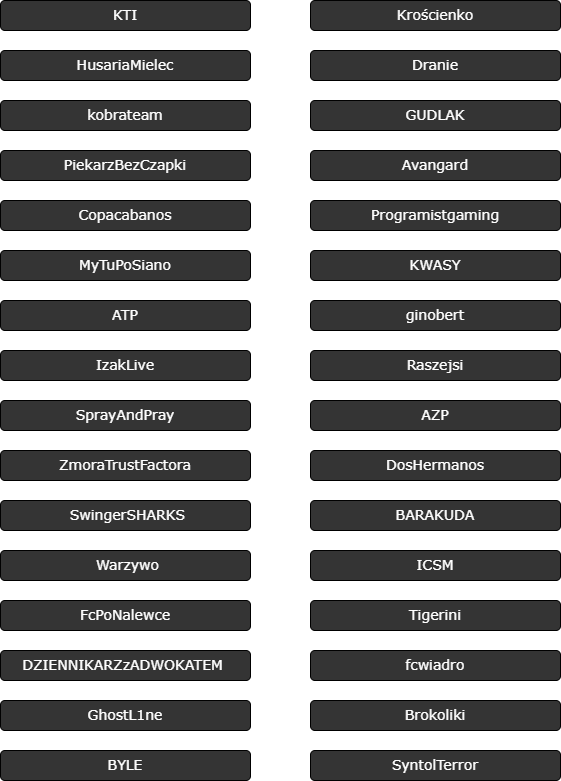 KTI
Krościenko
HusariaMielec
Dranie
kobrateam
GUDLAK
PiekarzBezCzapki
Avangard
Copacabanos
Programistgaming
MyTuPoSiano
KWASY
ATP
ginobert
IzakLive
Raszejsi
SprayAndPray
AZP
ZmoraTrustFactora
DosHermanos
SwingerSHARKS
BARAKUDA
Warzywo
ICSM
FcPoNalewce
Tigerini
DZIENNIKARZzADWOKATEM
fcwiadro
GhostL1ne
Brokoliki
BYLE
SyntolTerror